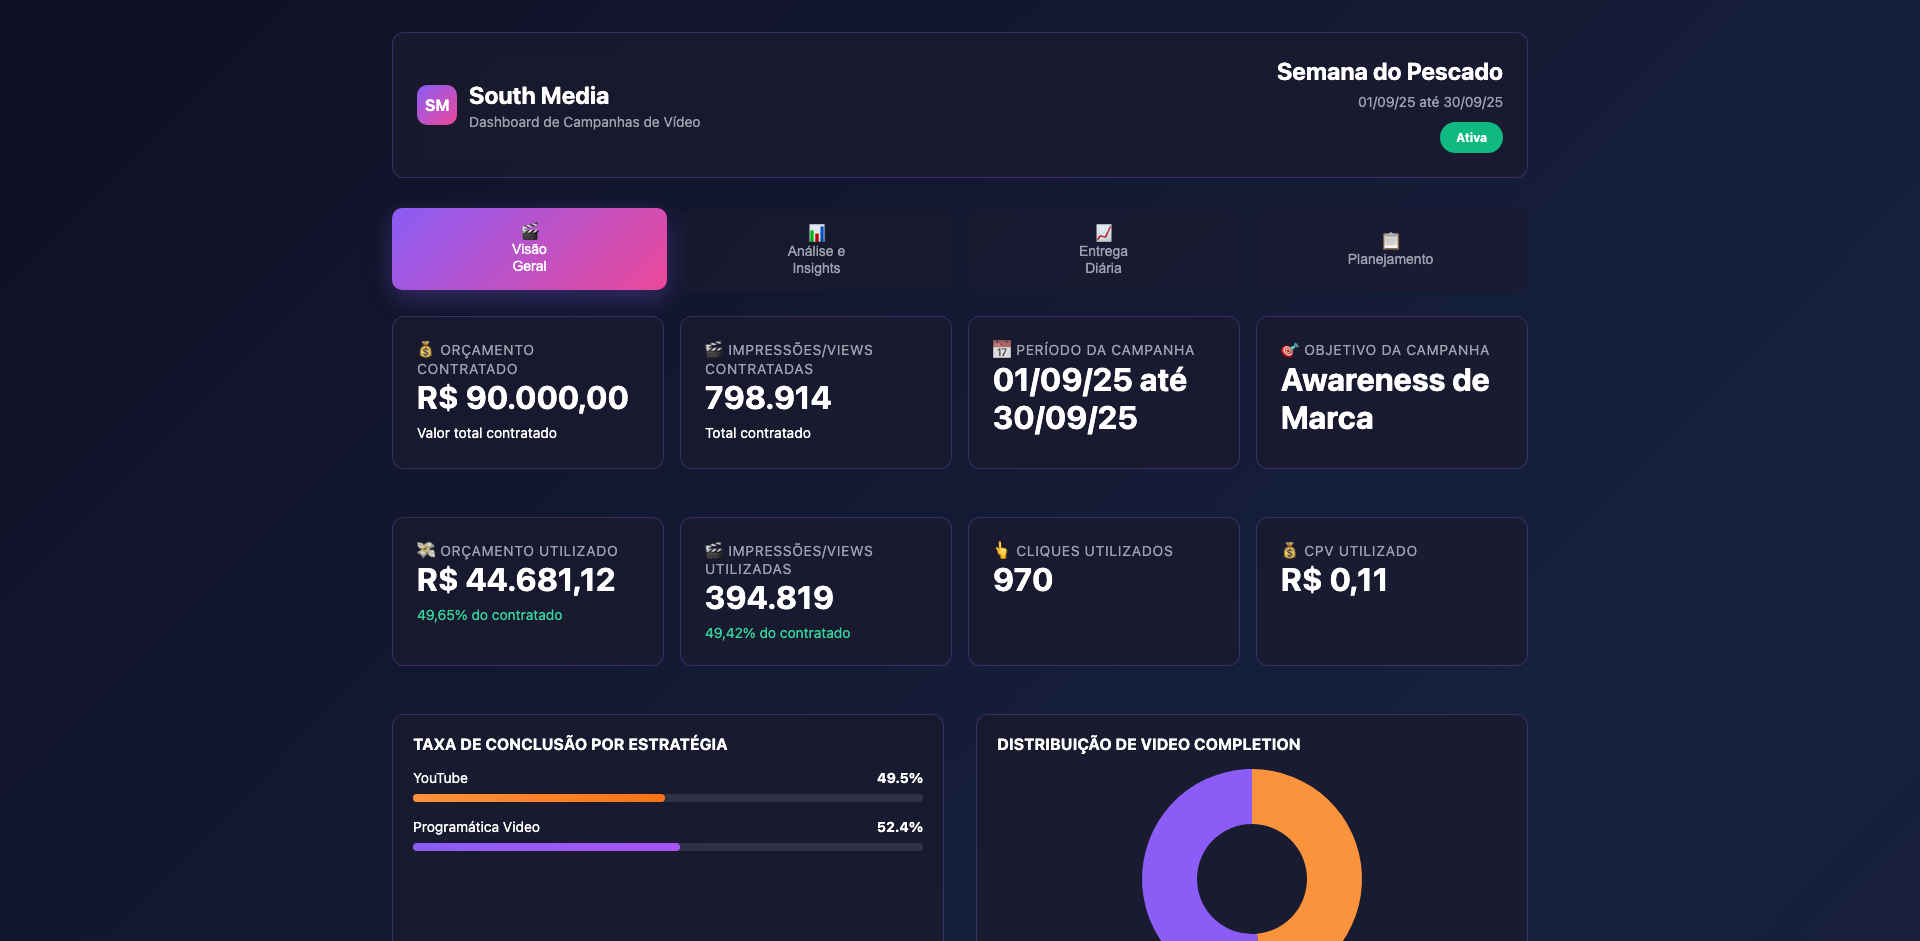 SM
South Media
Dashboard de Campanhas de Vídeo
Semana do Pescado
01/09/25 até 30/09/25
Ativa
Visão
Geral
Análise e
Insights
Entrega
Diária
Planejamento
ORÇAMENTO
CONTRATADO
R$ 90.000,00
Valor total contratado
IMPRESSÕES/VIEWS
CONTRATADAS
798.914
Total contratado
PERÍODO DA CAMPANHA
01/09/25 até
30/09/25
OBJETIVO DA CAMPANHA
Awareness de
Marca
ORÇAMENTO UTILIZADO
R$ 44.681,12
49,65% do contratado
IMPRESSÕES/VIEWS
UTILIZADAS
394.819
49,42% do contratado
CLIQUES UTILIZADOS
970
CPV UTILIZADO
R$ 0,11
TAXA DE CONCLUSÃO POR ESTRATÉGIA
YouTube 49.5%
Programática Video 52.4%
DISTRIBUIÇÃO DE VIDEO COMPLETION